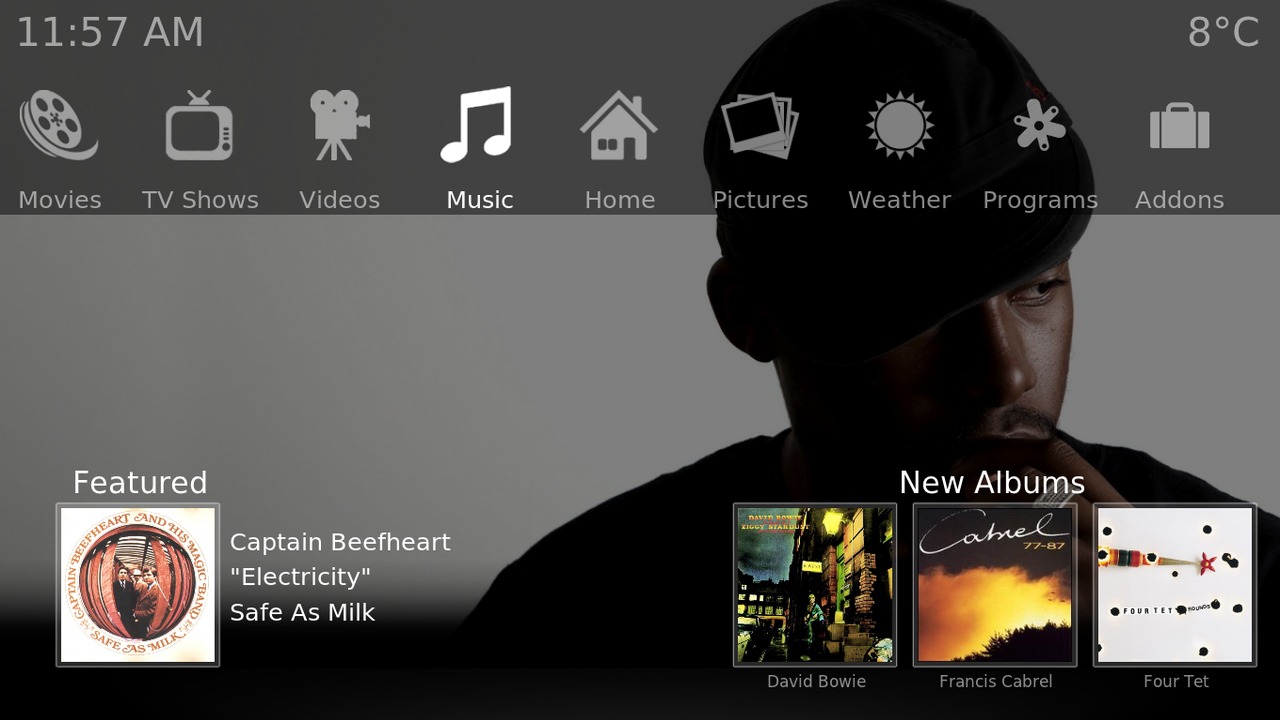 11:57 AM
8°C
Movies
TV Shows
Videos
Music
Home
Pictures
Weather
Programs
Addons
Featured
New Albums
CAPTAIN BEEFHEART AND HIS MAGIC BAND
SAFE AS MILK
Captain Beefheart
"Electricity"
Safe As Milk
DAVID BOWIE
ZIGGY STARDUST
Cabrel
77-87
FOUR TET ROUNDS
David Bowie
Francis Cabrel
Four Tet